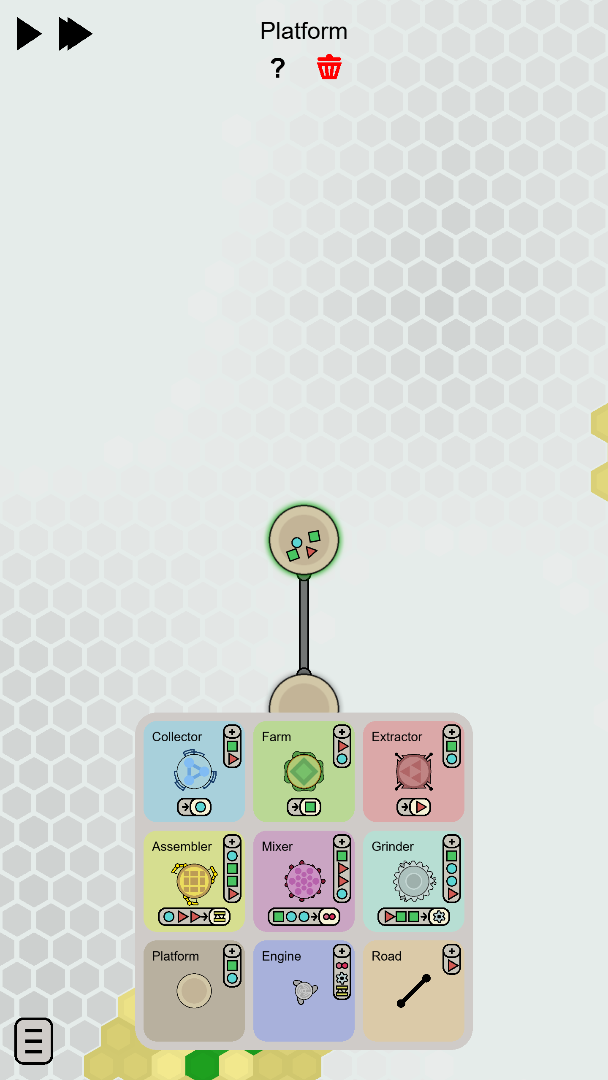 Platform
?
Collector Farm Extractor
Assembler Mixer Grinder
Platform Engine Road